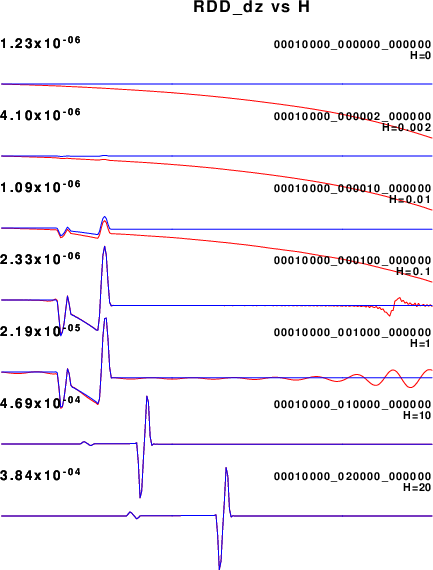 RDD_dz vs H
1.23x10-06 00010000_000000_000000
H=0
4.10x10-06 00010000_000002_000000
H=0.002
1.09x10-06 00010000_000010_000000
H=0.01
2.33x10-06 00010000_000100_000000
H=0.1
2.19x10-05 00010000_001000_000000
H=1
4.69x10-04 00010000_010000_000000
H=10
3.84x10-04 00010000_020000_000000
H=20